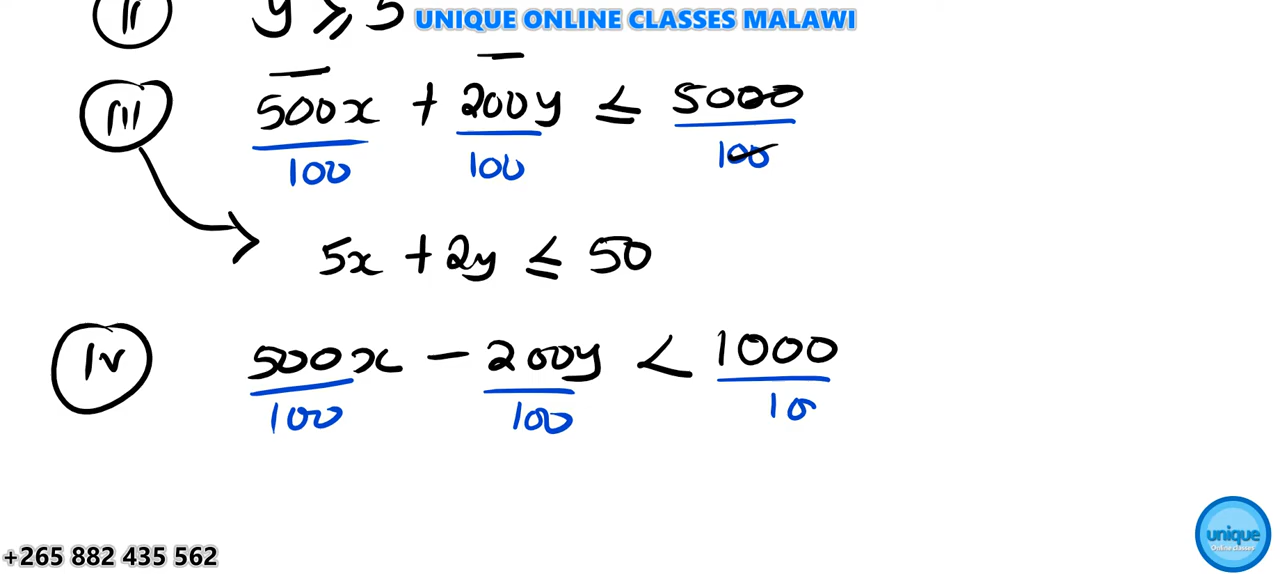 II y ≥ 5
UNIQUE ONLINE CLASSES MALAWI
III 500x + 200y ≤ 5000
100 100 100
5x + 2y ≤ 50
IV 500x - 200y < 1000
100 100 10
+265 882 435 562
unique
Online classes